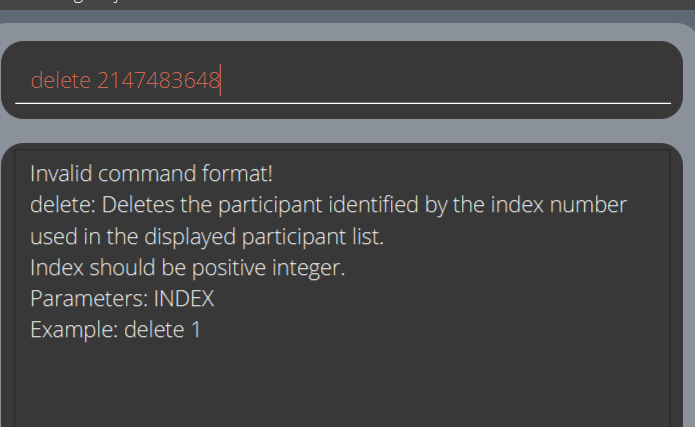 delete 2147483648
Invalid command format!
delete: Deletes the participant identified by the index number
used in the displayed participant list.
Index should be positive integer.
Parameters: INDEX
Example: delete 1